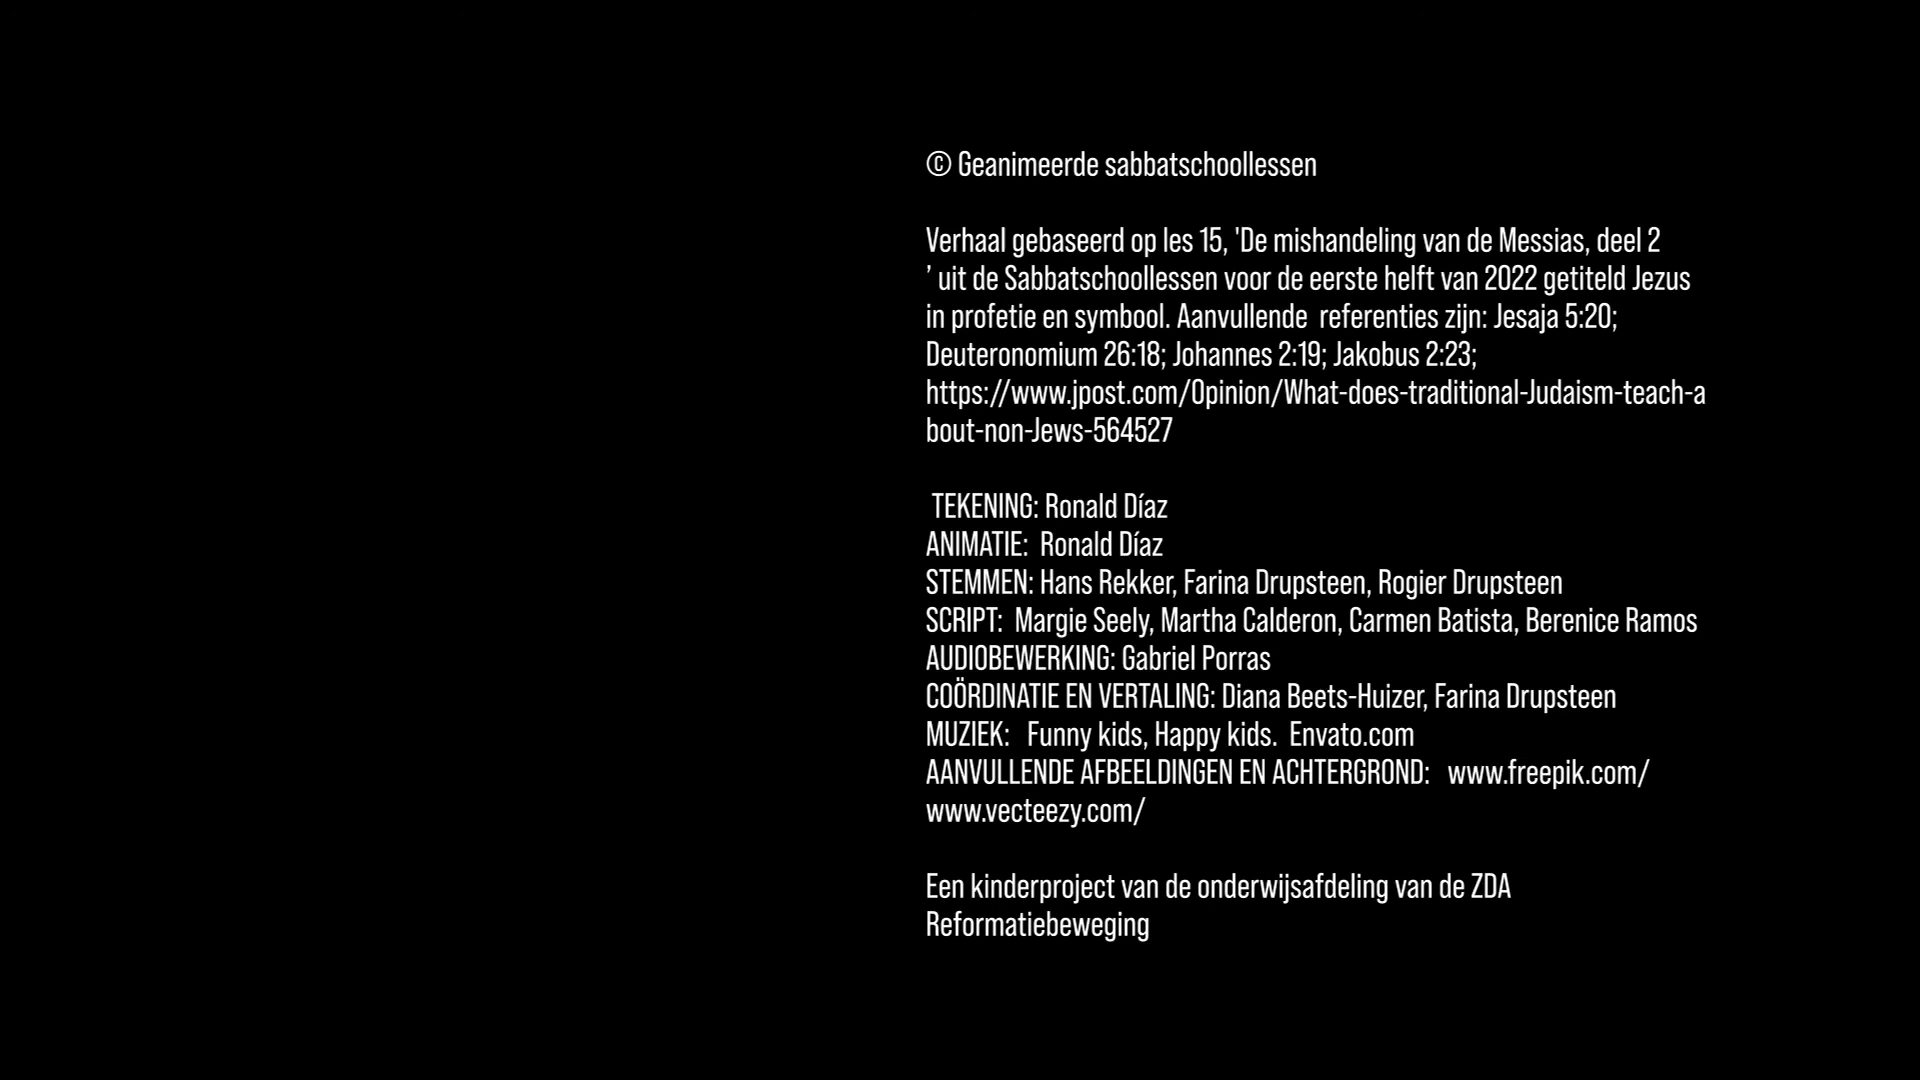 © Geanimeerde sabbatschoollessen
Verhaal gebaseerd op les 15, 'De mishandeling van de Messias, deel 2
’ uit de Sabbatschoollessen voor de eerste helft van 2022 getiteld Jezus
in profetie en symbool. Aanvullende  referenties zijn: Jesaja 5:20;
Deuteronomium 26:18; Johannes 2:19; Jakobus 2:23;
https://www.jpost.com/Opinion/What-does-traditional-Judaism-teach-a
bout-non-Jews-564527
TEKENING: Ronald Díaz
ANIMATIE:  Ronald Díaz
STEMMEN: Hans Rekker, Farina Drupsteen, Rogier Drupsteen
SCRIPT:  Margie Seely, Martha Calderon, Carmen Batista, Berenice Ramos
AUDIOBEWERKING: Gabriel Porras
COÖRDINATIE EN VERTALING: Diana Beets-Huizer, Farina Drupsteen
MUZIEK:   Funny kids, Happy kids.  Envato.com
AANVULLENDE AFBEELDINGEN EN ACHTERGROND:   www.freepik.com/
www.vecteezy.com/
Een kinderproject van de onderwijsafdeling van de ZDA
Reformatiebeweging